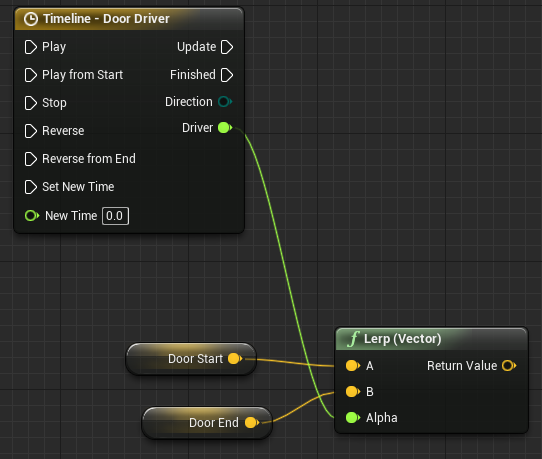 Timeline - Door Driver
Play Update
Play from Start Finished
Stop Direction
Reverse Driver
Reverse from End
Set New Time
New Time 0.0
Door Start
Door End
f Lerp (Vector)
A Return Value
B
Alpha